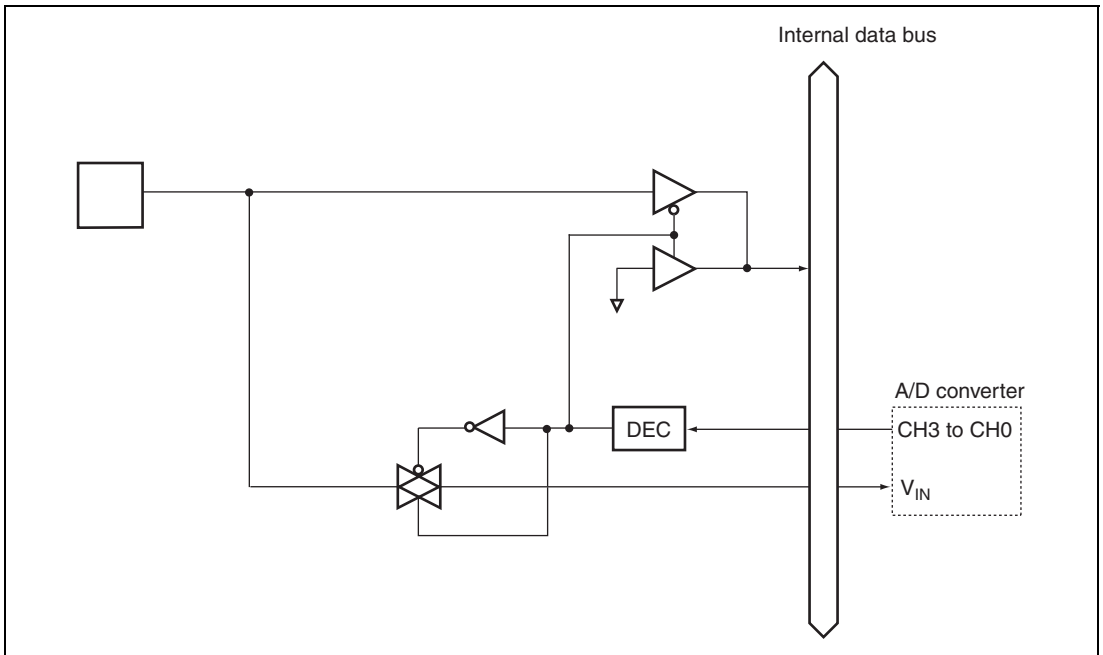 Internal data bus
A/D converter
DEC
CH3 to CH0
VIN